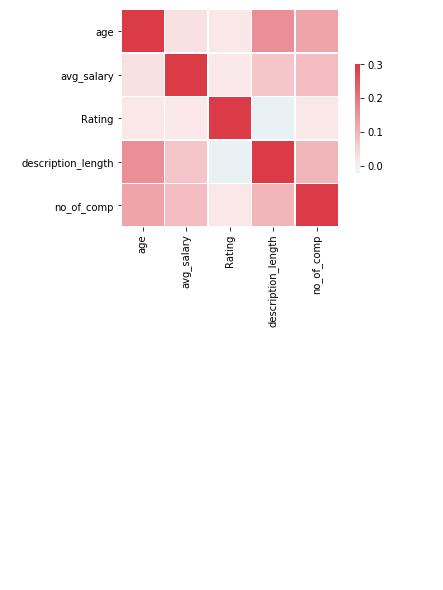 age
avg_salary
Rating
description_length
no_of_comp
age
avg_salary
Rating
description_length
no_of_comp
0.3
0.2
0.1
0.0